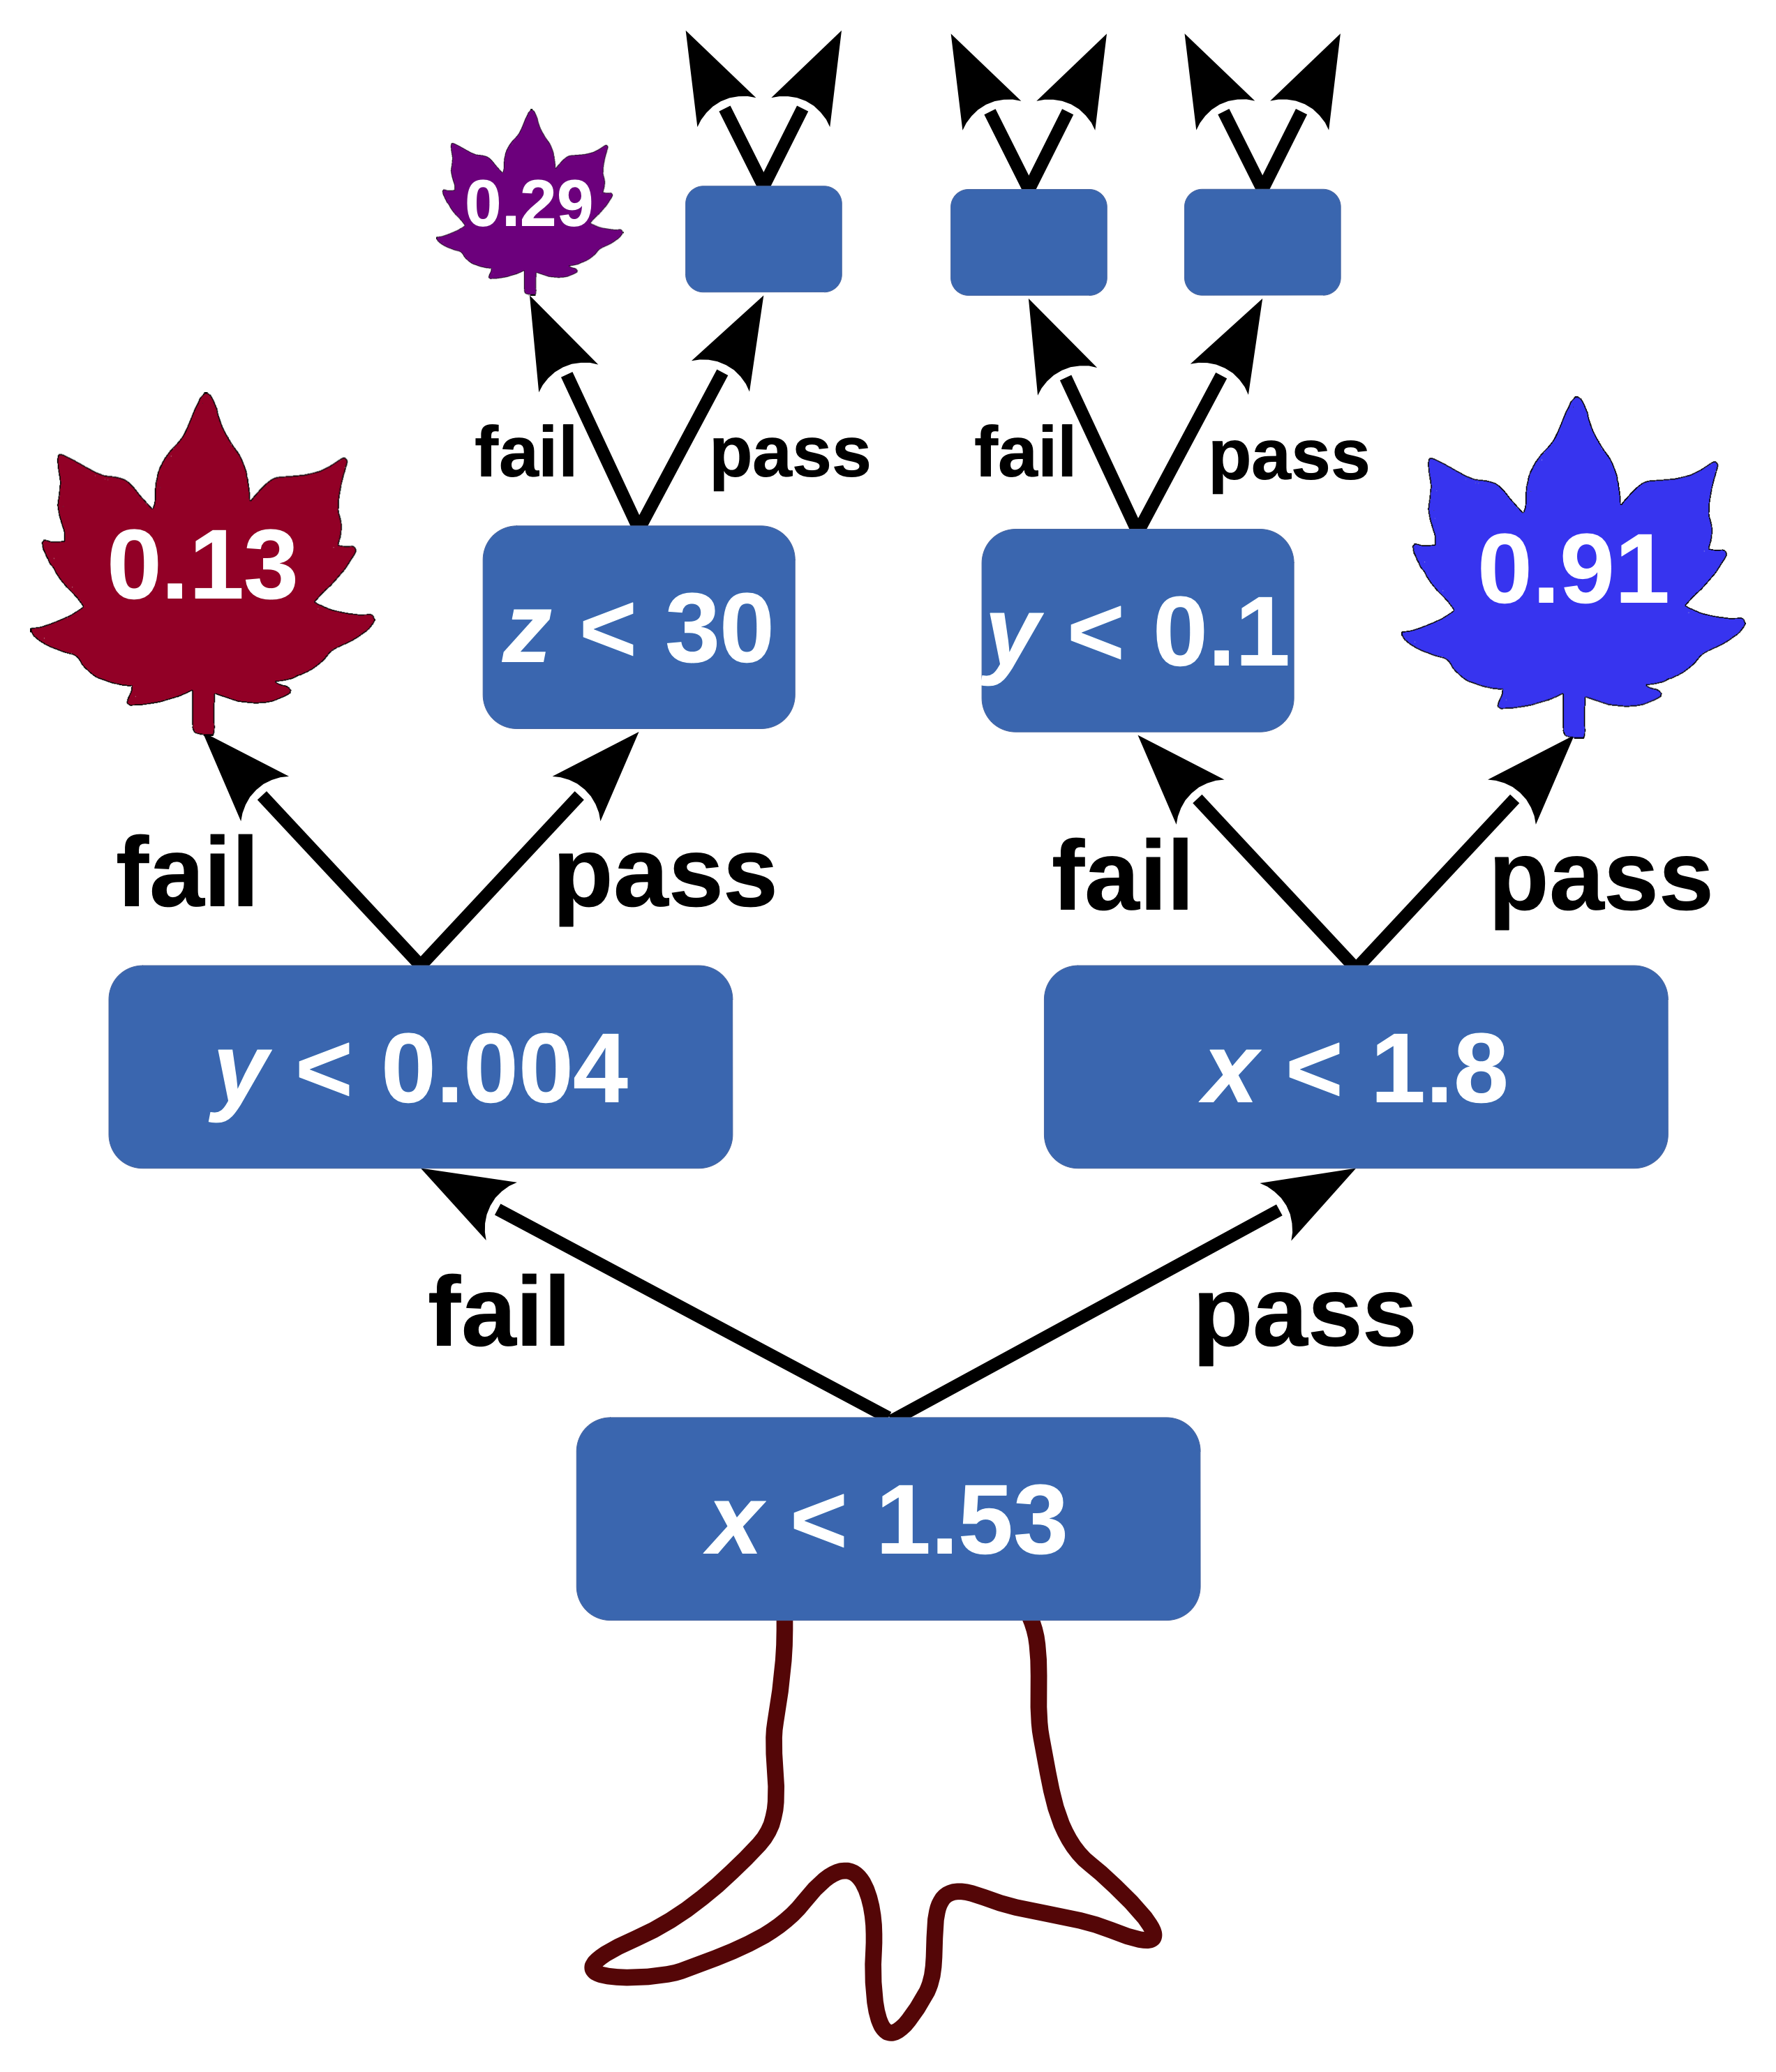 0.29
fail pass fail pass
0.13 z < 30 y < 0.1 0.91
fail pass fail pass
y < 0.004 x < 1.8
fail pass
x < 1.53